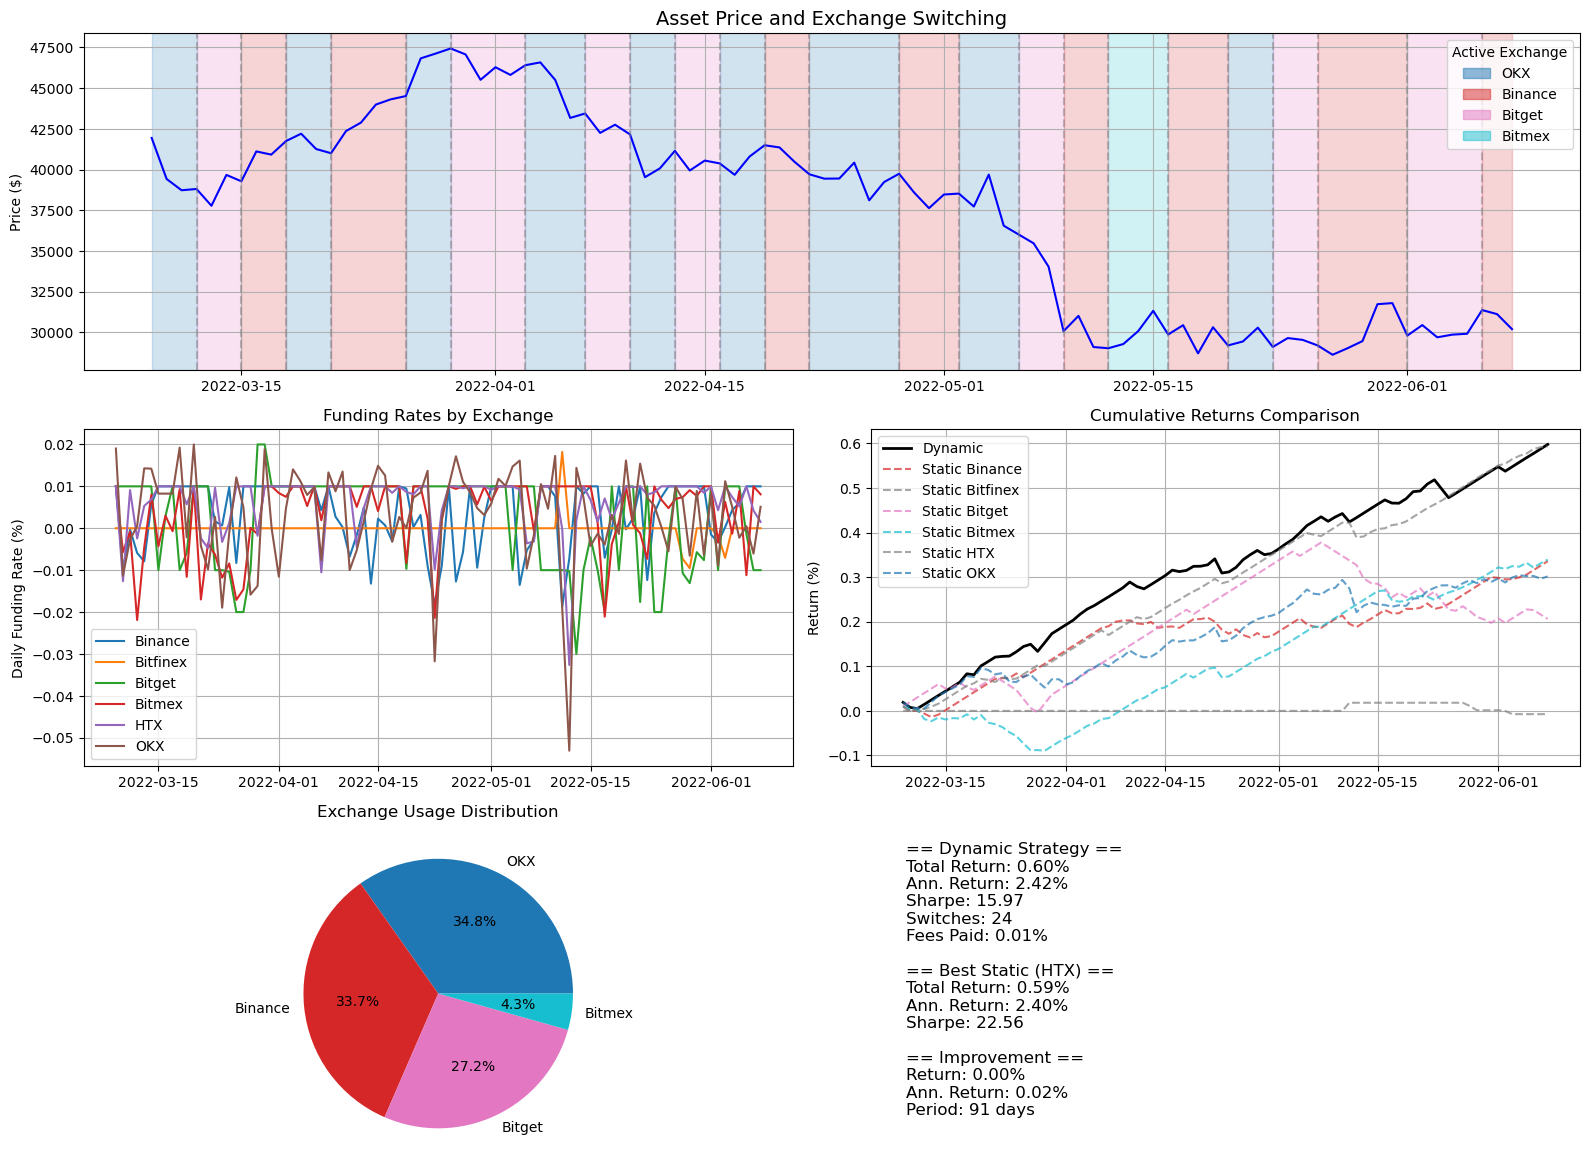 Asset Price and Exchange Switching
Price ($)
47500
45000
42500
40000
37500
35000
32500
30000
2022-03-15
2022-04-01
2022-04-15
2022-05-01
2022-05-15
2022-06-01
Active Exchange
OKX
Binance
Bitget
Bitmex
Funding Rates by Exchange
Daily Funding Rate (%)
0.02
0.01
0.00
−0.01
−0.02
−0.03
−0.04
−0.05
Binance
Bitfinex
Bitget
Bitmex
HTX
OKX
2022-03-15
2022-04-01
2022-04-15
2022-05-01
2022-05-15
2022-06-01
Cumulative Returns Comparison
Return (%)
0.6
0.5
0.4
0.3
0.2
0.1
0.0
−0.1
Dynamic
Static Binance
Static Bitfinex
Static Bitget
Static Bitmex
Static HTX
Static OKX
2022-03-15
2022-04-01
2022-04-15
2022-05-01
2022-05-15
2022-06-01
Exchange Usage Distribution
OKX
34.8%
Binance
33.7%
Bitget
27.2%
Bitmex
4.3%
== Dynamic Strategy ==
Total Return: 0.60%
Ann. Return: 2.42%
Sharpe: 15.97
Switches: 24
Fees Paid: 0.01%
== Best Static (HTX) ==
Total Return: 0.59%
Ann. Return: 2.40%
Sharpe: 22.56
== Improvement ==
Return: 0.00%
Ann. Return: 0.02%
Period: 91 days